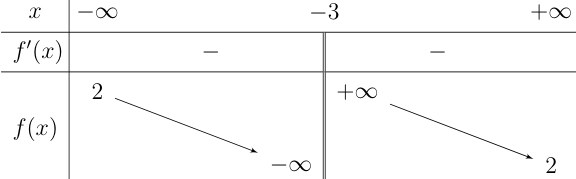 x −∞ −3 +∞
f′(x) − −
2 +∞
f(x)
−∞ 2